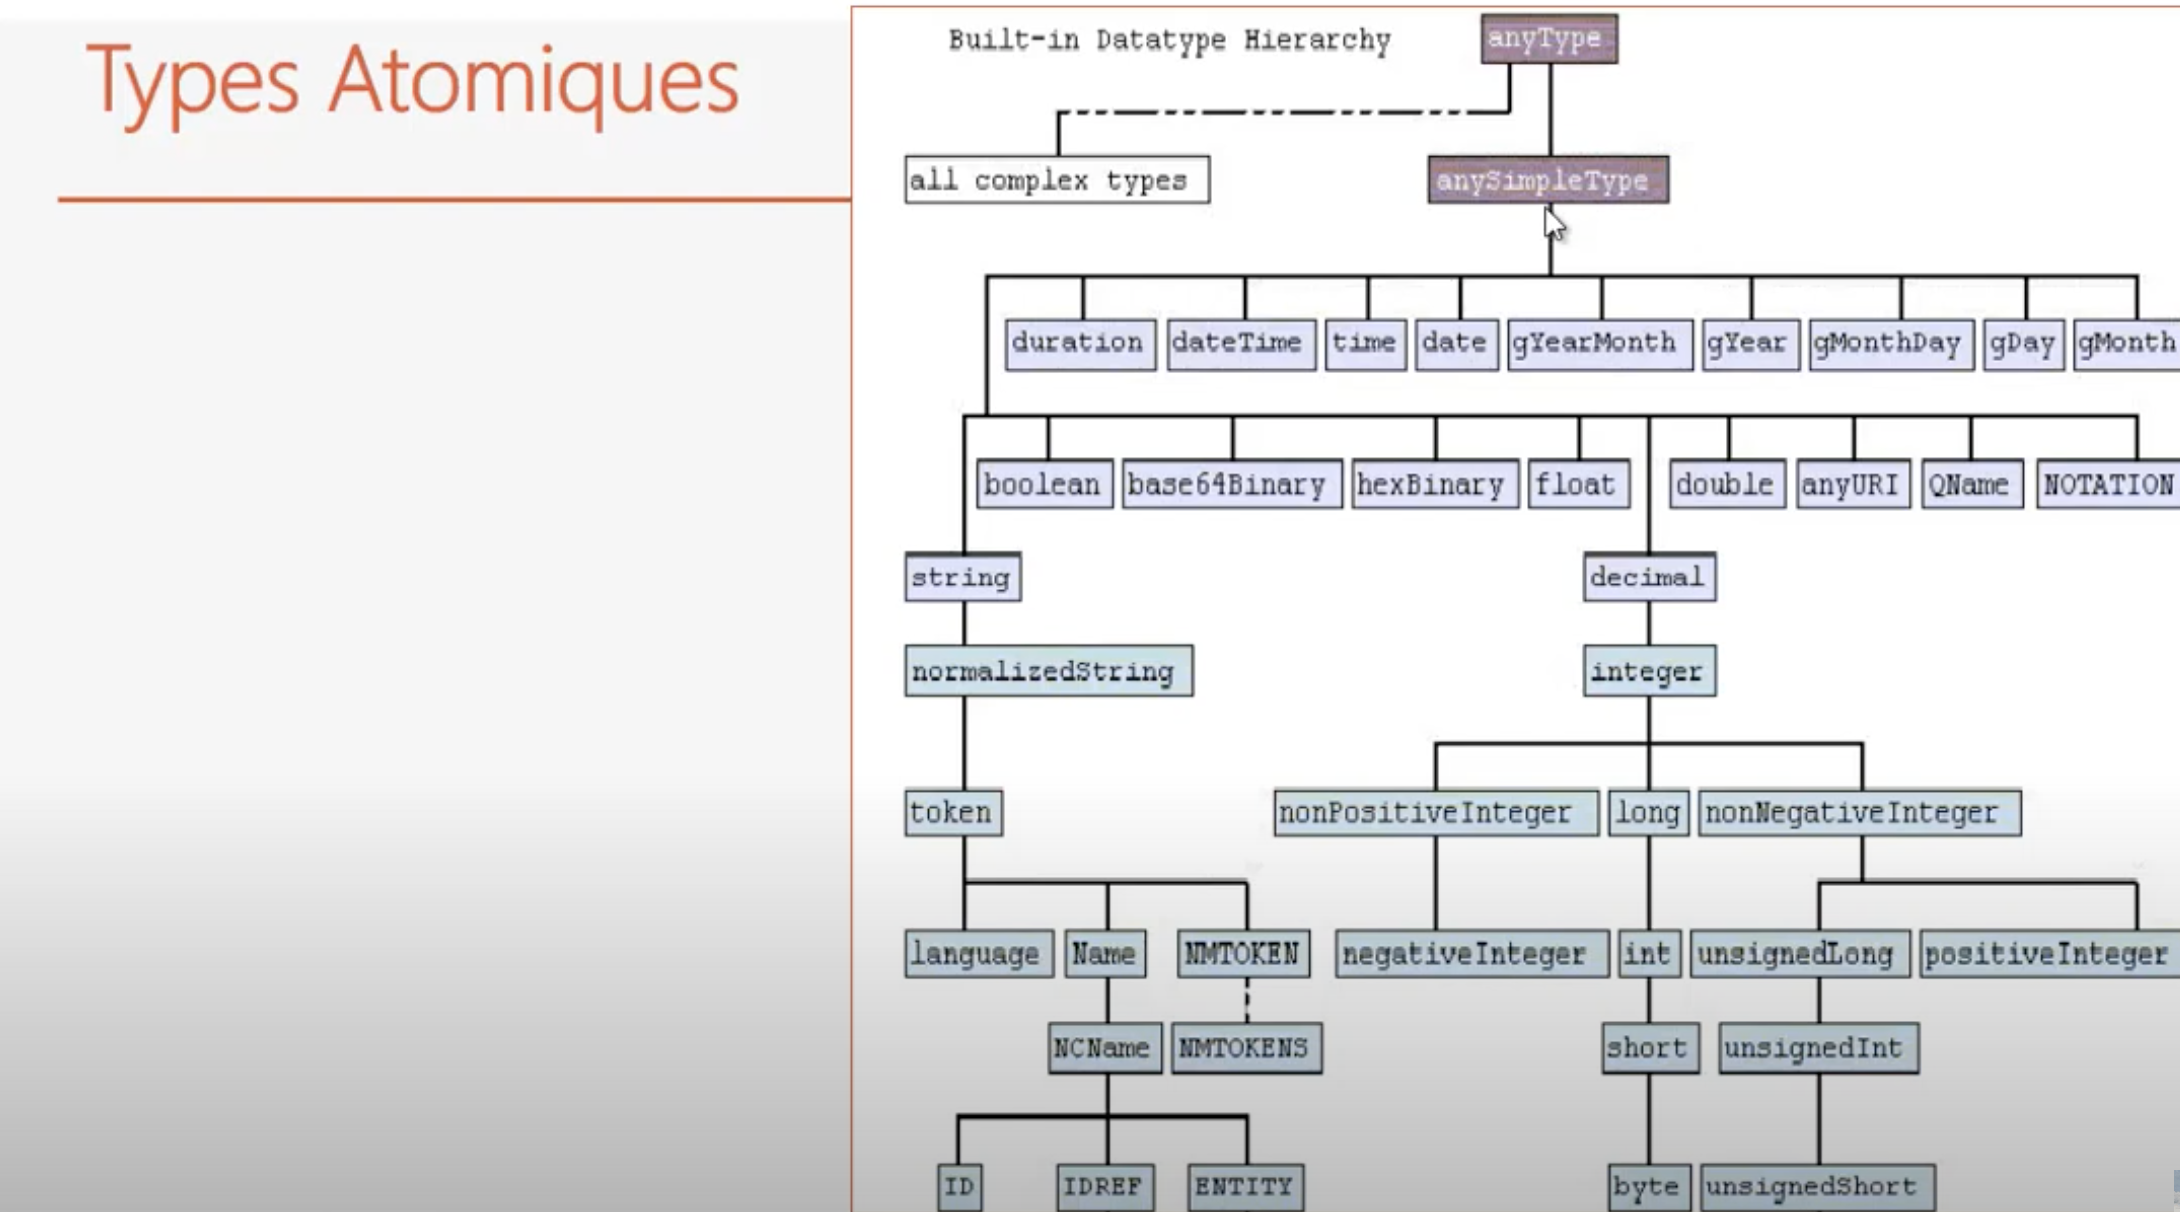 Types Atomiques
Built-in Datatype Hierarchy
anyType
all complex types
anySimpleType
duration dateTime time date gYearMonth gYear gMonthDay gDay gMonth
boolean base64Binary hexBinary float double anyURI QName NOTATION
string decimal
normalizedString integer
token nonPositiveInteger long nonNegativeInteger
language Name NMTOKEN negativeInteger int unsignedLong positiveInteger
NCName NMTOKENS short unsignedInt
ID IDREF ENTITY byte unsignedShort